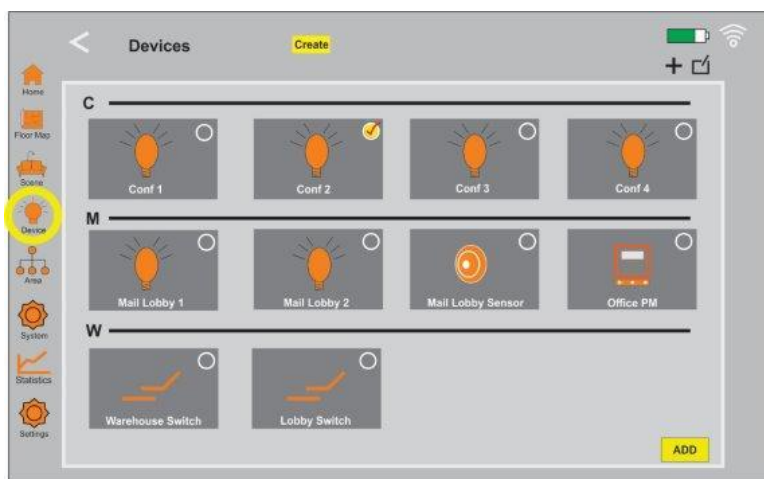 Devices
Create
Home
Floor Map
Scene
Device
Area
System
Statistics
Settings
C
Conf 1
Conf 2
Conf 3
Conf 4
M
Mail Lobby 1
Mail Lobby 2
Mail Lobby Sensor
Office PM
W
Warehouse Switch
Lobby Switch
ADD